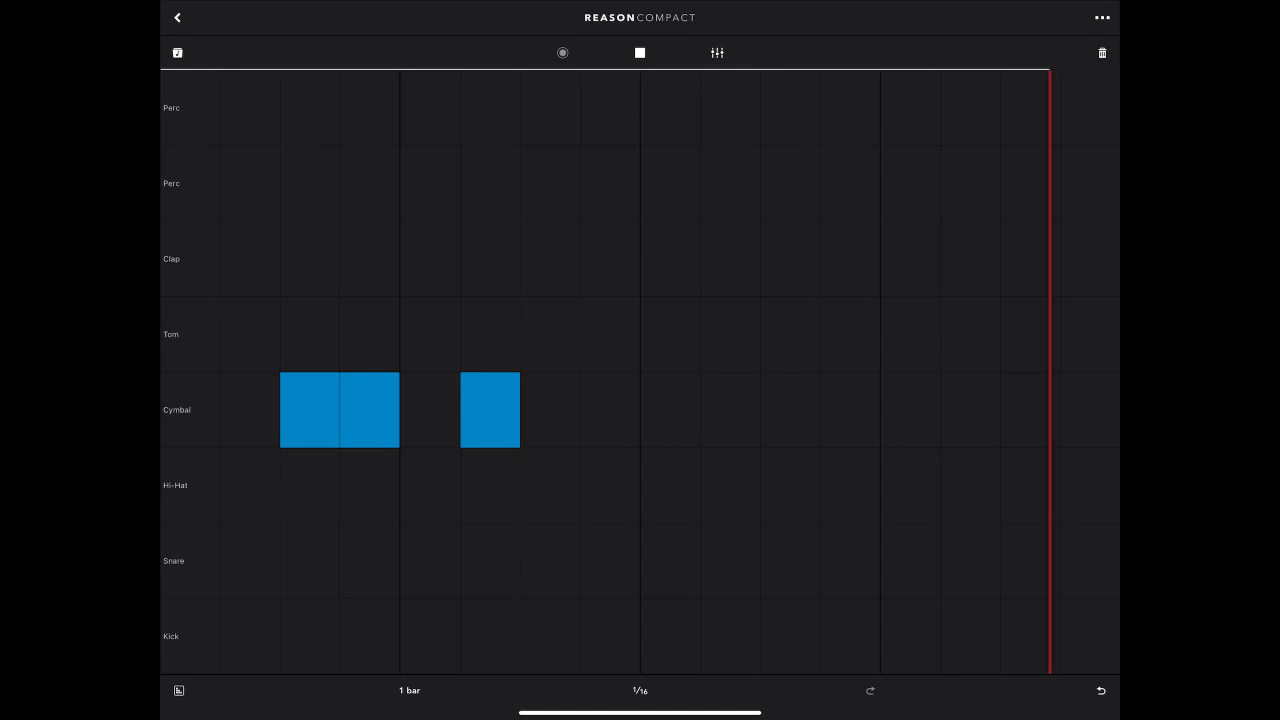 REASONCOMPACT
Perc
Perc
Clap
Tom
Cymbal
Hi-Hat
Snare
Kick
1 bar
1/16